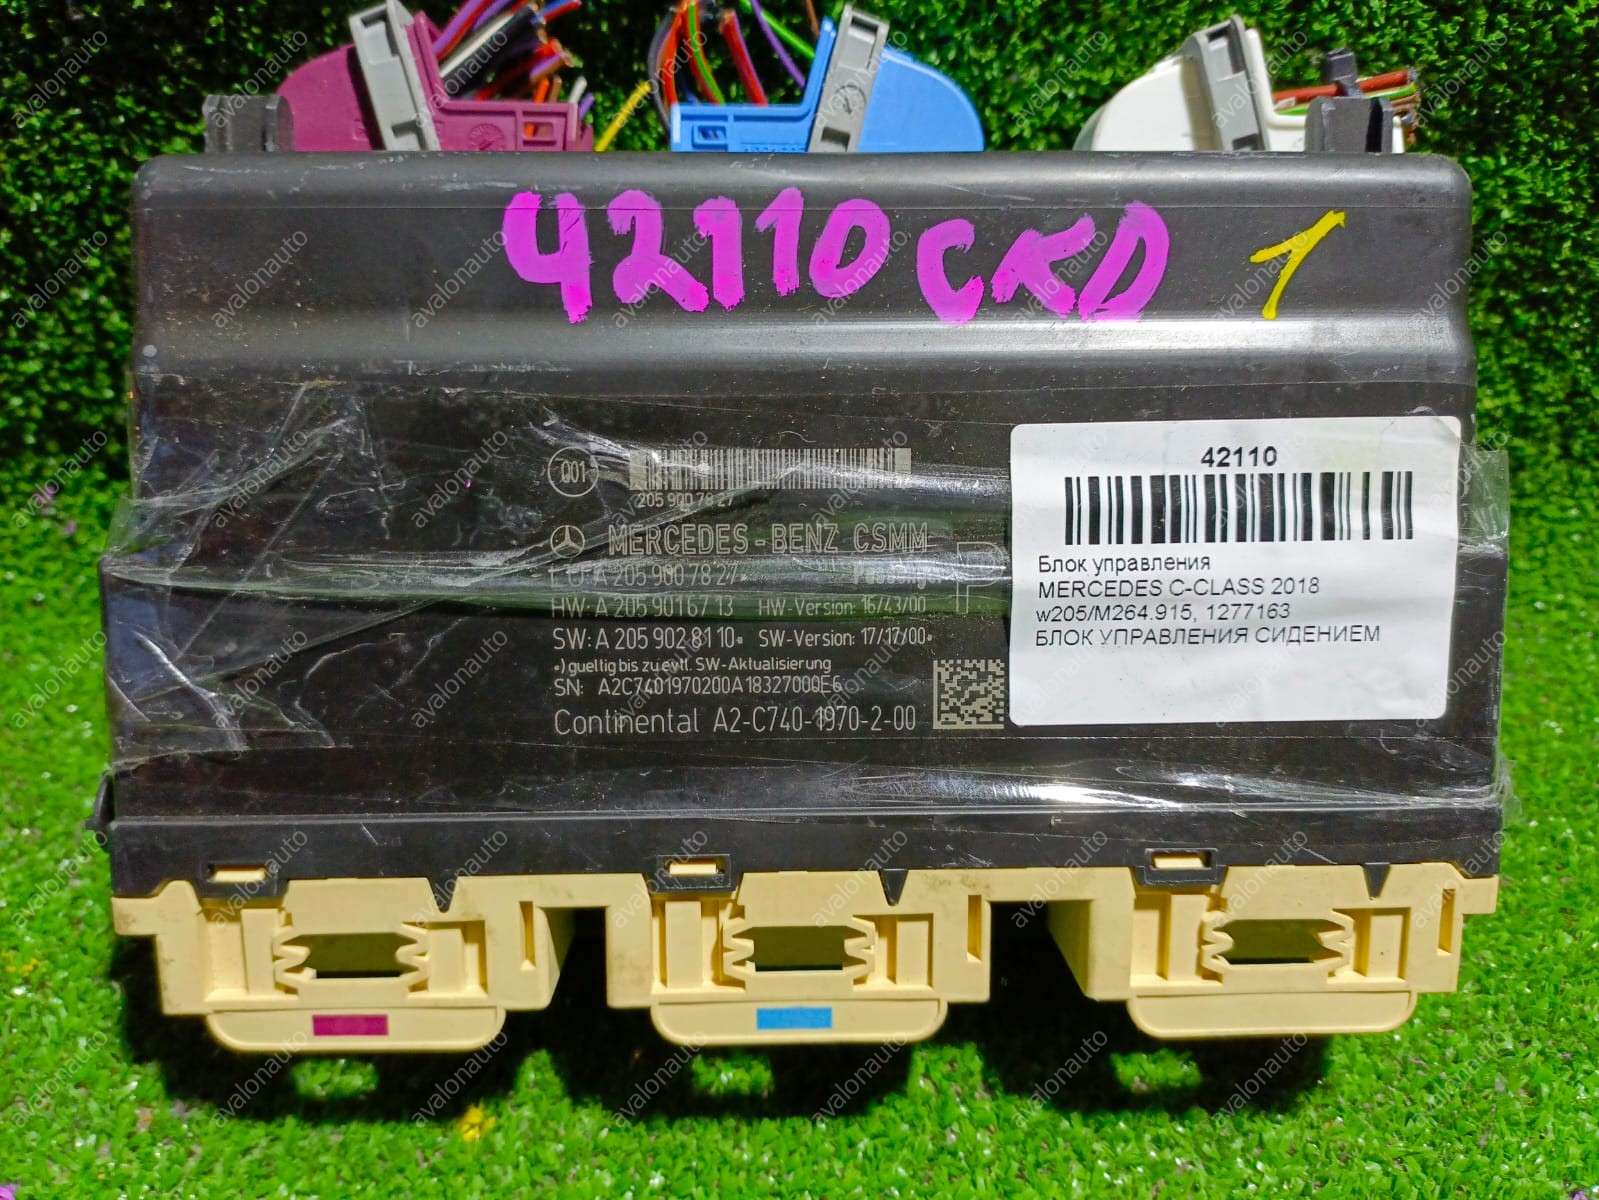 42110 CKD 1
42110
Блок управления
MERCEDES C-CLASS 2018
w205/M264.915, 1277163
БЛОК УПРАВЛЕНИЯ СИДЕНИЕМ
Q01
205 900 78 27
MERCEDES-BENZ CSMM
A 205 900 78 27• Passenger
HW: A 205 901 67 13 HW-Version: 16/43/00
SW: A 205 902 81 10• SW-Version: 17/17/00•
•) gueltig bis zu evtl. SW-Aktualisierung
SN: A2C7401970200A18327000E6
Continental A2-C740-1970-2-00
avalonauto